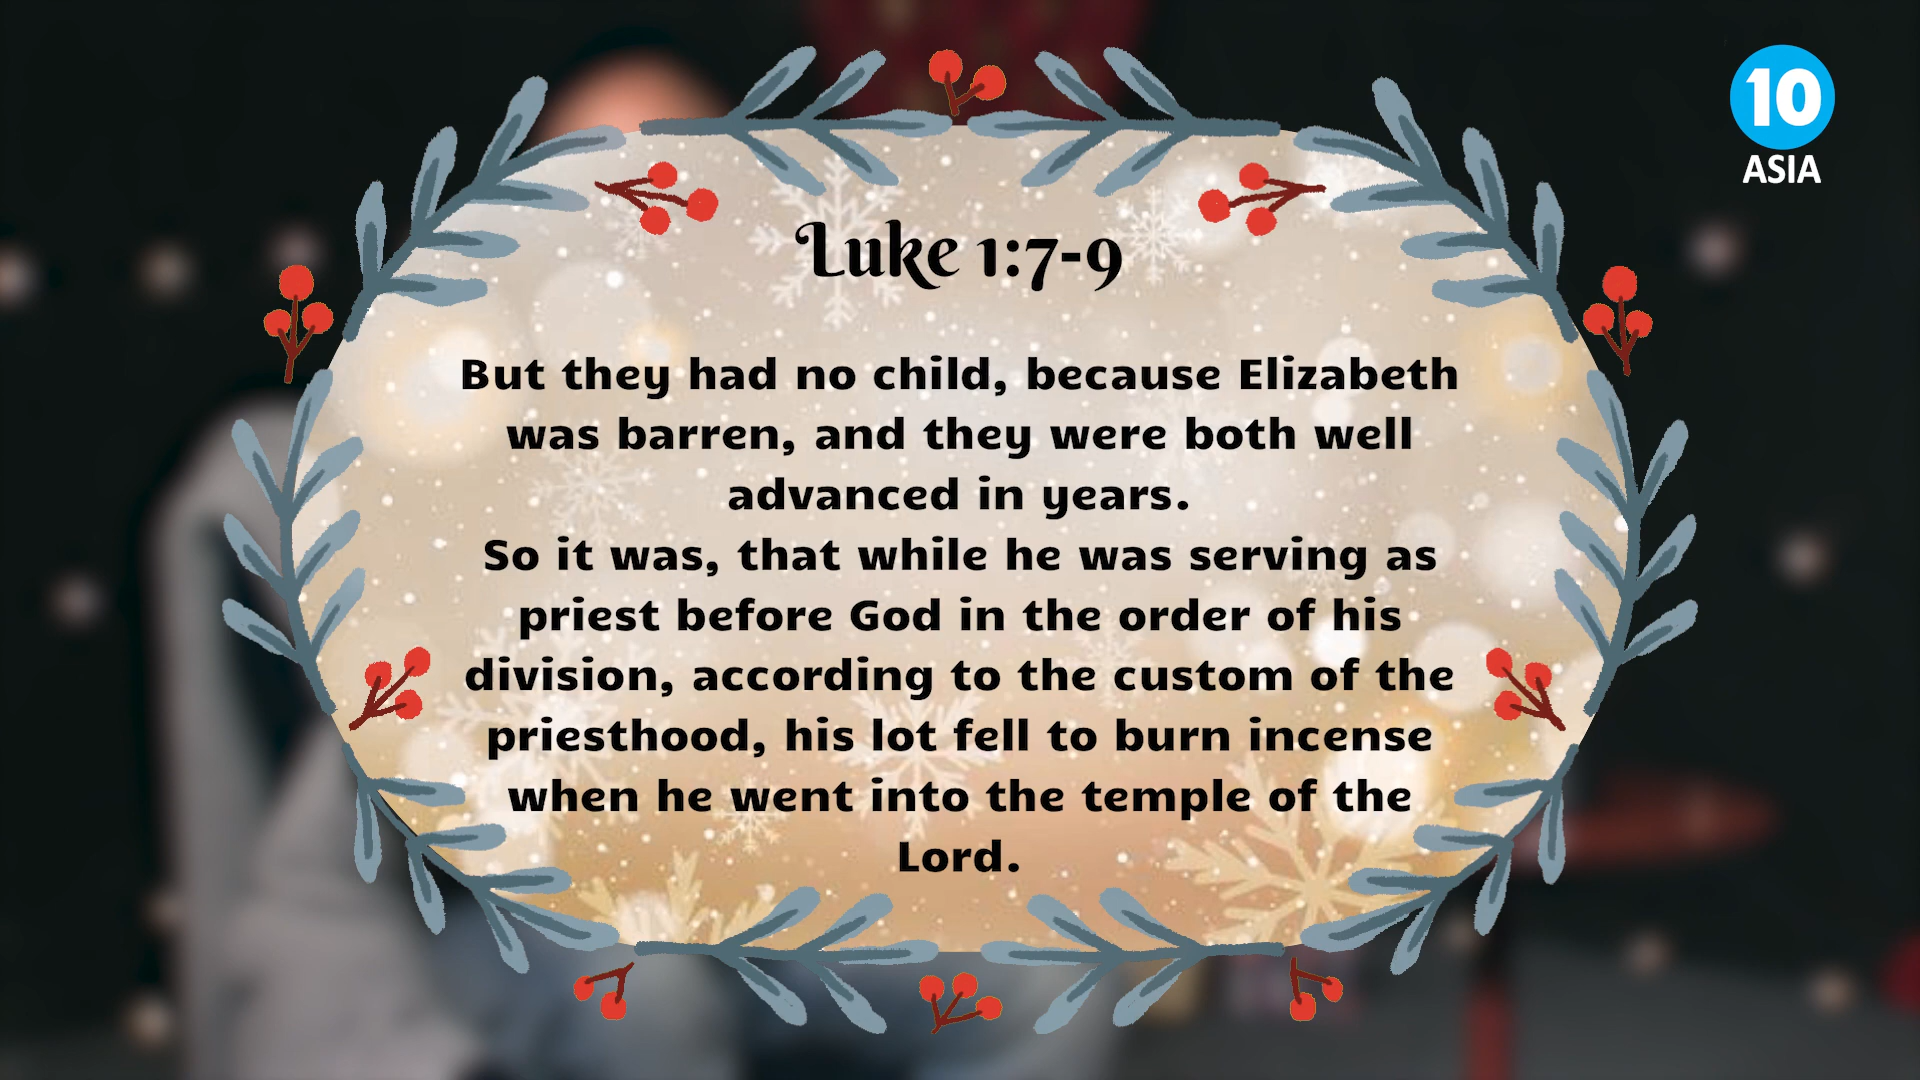 10
ASIA
Luke 1:7-9
But they had no child, because Elizabeth
was barren, and they were both well
advanced in years.
So it was, that while he was serving as
priest before God in the order of his
division, according to the custom of the
priesthood, his lot fell to burn incense
when he went into the temple of the
Lord.